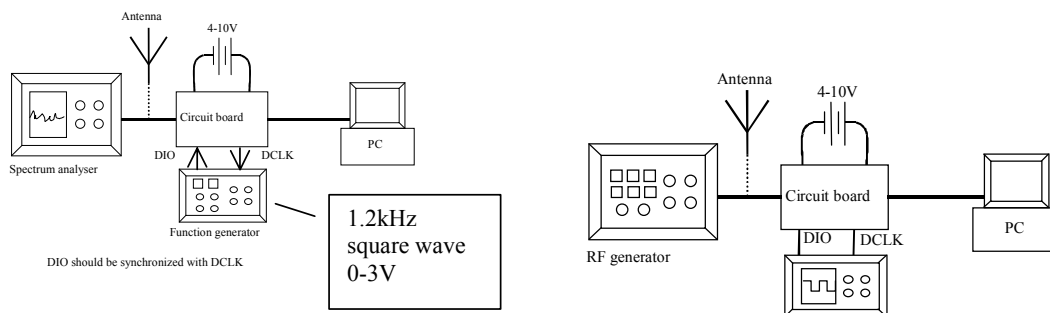 Antenna
4-10V
Circuit board
PC
DIO
DCLK
Spectrum analyser
Function generator
DIO should be synchronized with DCLK
1.2kHz
square wave
0-3V
Antenna
4-10V
Circuit board
PC
DIO
DCLK
RF generator